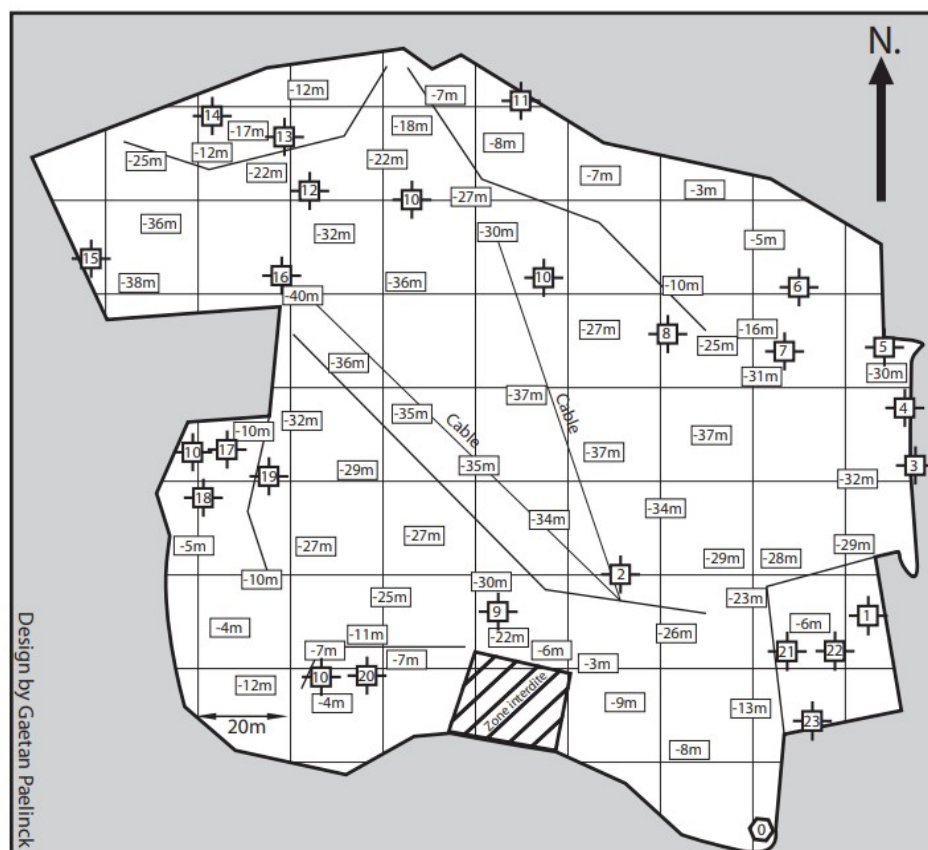 N.
-12m
-7m
11
14
-17m
13
-18m
-8m
-12m
-25m
-22m
-22m
-7m
12
10
-27m
-3m
-36m
-32m
-30m
-5m
15
16
-38m
-36m
10
-10m
6
-40m
-27m
8
-16m
-25m
7
5
-36m
-31m
-30m
-37m
Cable
-35m
Cable
4
-32m
-10m
-37m
10
17
-35m
-37m
3
19
-29m
-32m
18
-34m
-34m
-5m
-27m
-27m
-29m
-28m
-29m
-10m
-30m
2
-25m
-23m
9
1
-4m
-11m
-22m
-26m
-6m
-7m
-7m
-6m
21
22
-3m
-12m
10
20
-4m
Zone interdite
-9m
-13m
23
20m
-8m
0
Design by Gaetan Paelinck